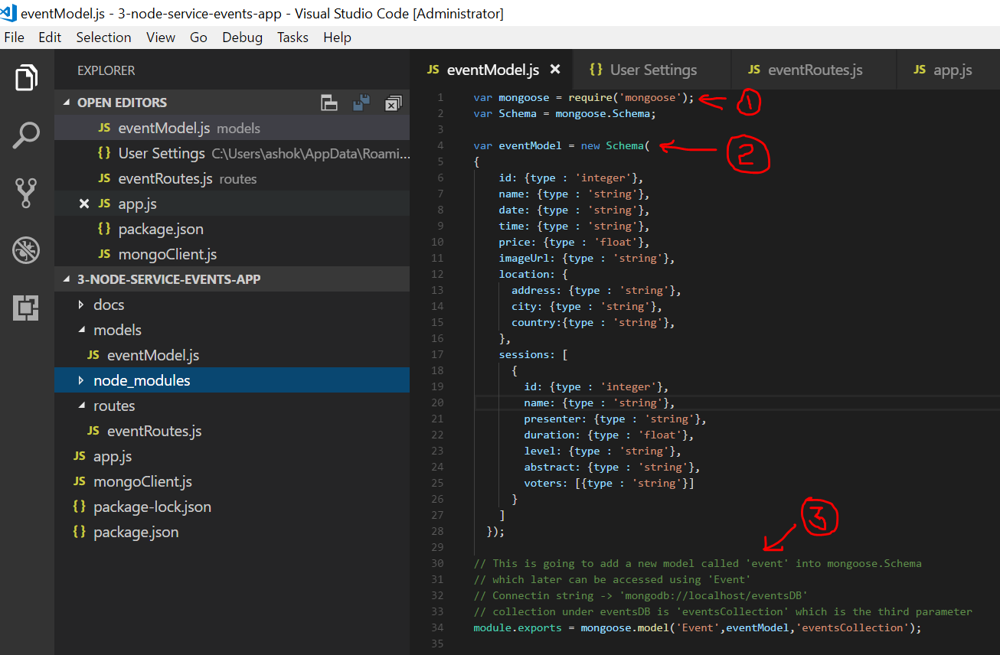 eventModel.js - 3-node-service-events-app - Visual Studio Code [Administrator]
File Edit Selection View Go Debug Tasks Help
EXPLORER
OPEN EDITORS
JS eventModel.js models
{} User Settings C:\Users\ashok\AppData\Roami...
JS eventRoutes.js routes
JS app.js
{} package.json
JS mongoClient.js
3-NODE-SERVICE-EVENTS-APP
docs
models
JS eventModel.js
node_modules
routes
JS eventRoutes.js
JS app.js
JS mongoClient.js
{} package-lock.json
{} package.json
JS eventModel.js {} User Settings JS eventRoutes.js JS app.js
1 var mongoose = require('mongoose'); 1
2 var Schema = mongoose.Schema;
3
4 var eventModel = new Schema( 2
5 {
6 id: {type : 'integer'},
7 name: {type : 'string'},
8 date: {type : 'string'},
9 time: {type : 'string'},
10 price: {type : 'float'},
11 imageUrl: {type : 'string'},
12 location: {
13 address: {type : 'string'},
14 city: {type : 'string'},
15 country:{type : 'string'},
16 },
17 sessions: [
18 {
19 id: {type : 'integer'},
20 name: {type : 'string'},
21 presenter: {type : 'string'},
22 duration: {type : 'float'},
23 level: {type : 'string'},
24 abstract: {type : 'string'},
25 voters: [{type : 'string'}]
26 }
27 ] 3
28 });
29
30 // This is going to add a new model called 'event' into mongoose.Schema
31 // which later can be accessed using 'Event'
32 // Connectin string -> 'mongodb://localhost/eventsDB'
33 // collection under eventsDB is 'eventsCollection' which is the third parameter
34 module.exports = mongoose.model('Event',eventModel,'eventsCollection');
35